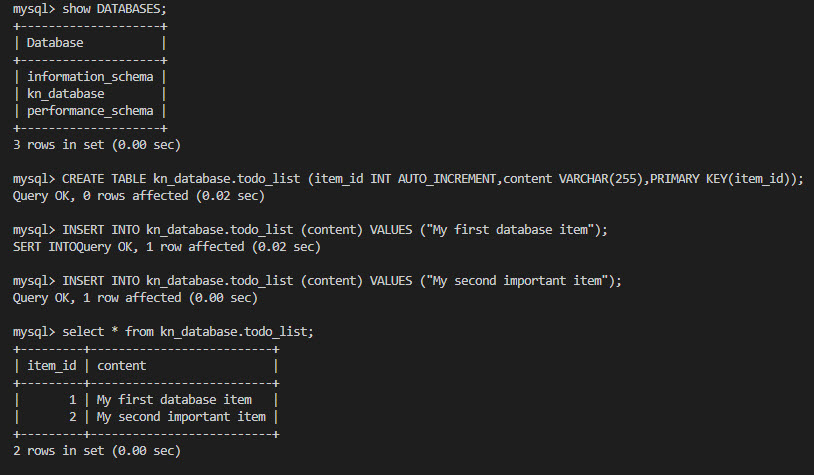 mysql> show DATABASES;
+--------------------+
| Database           |
+--------------------+
| information_schema |
| kn_database        |
| performance_schema |
+--------------------+
3 rows in set (0.00 sec)

mysql> CREATE TABLE kn_database.todo_list (item_id INT AUTO_INCREMENT,content VARCHAR(255),PRIMARY KEY(item_id));
Query OK, 0 rows affected (0.02 sec)

mysql> INSERT INTO kn_database.todo_list (content) VALUES ("My first database item");
SERT INTOQuery OK, 1 row affected (0.02 sec)

mysql> INSERT INTO kn_database.todo_list (content) VALUES ("My second important item");
Query OK, 1 row affected (0.00 sec)

mysql> select * from kn_database.todo_list;
+---------+--------------------------+
| item_id | content                  |
+---------+--------------------------+
|       1 | My first database item   |
|       2 | My second important item |
+---------+--------------------------+
2 rows in set (0.00 sec)